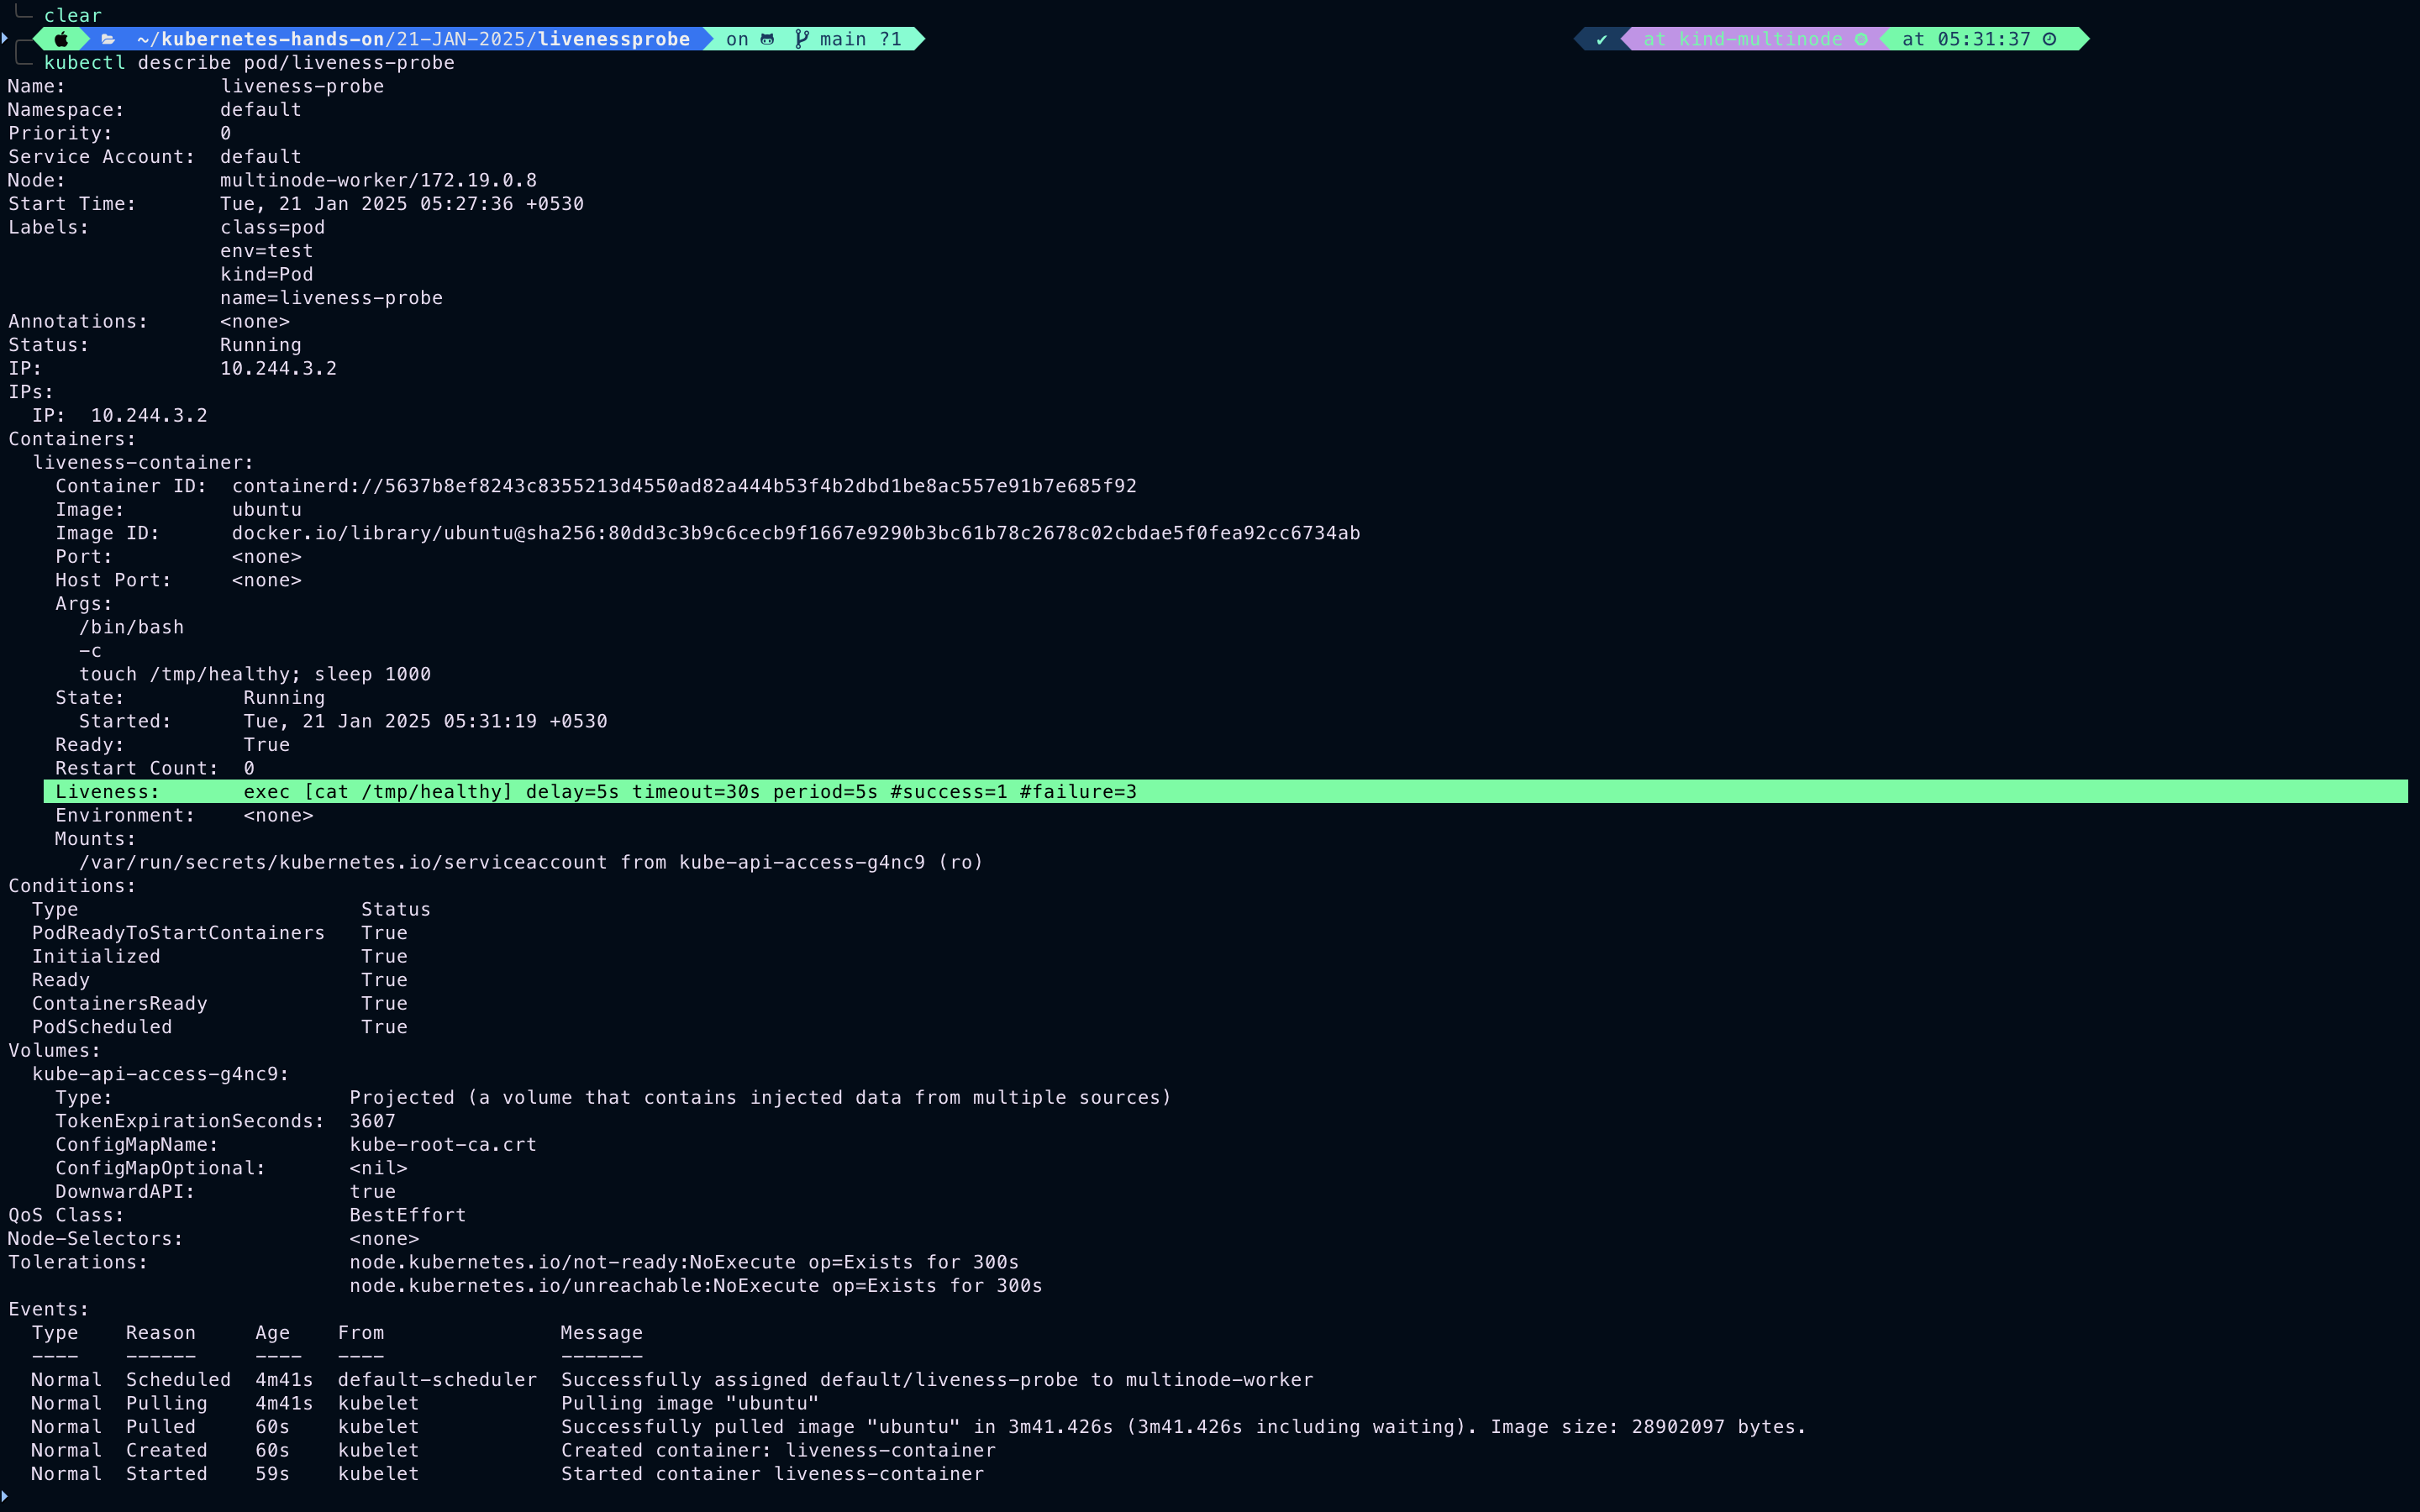 clear
~/kubernetes-hands-on/21-JAN-2025/livenessprobe on main ?1 ✔ at kind-multinode at 05:31:37
kubectl describe pod/liveness-probe
Name: liveness-probe
Namespace: default
Priority: 0
Service Account: default
Node: multinode-worker/172.19.0.8
Start Time: Tue, 21 Jan 2025 05:27:36 +0530
Labels: class=pod
env=test
kind=Pod
name=liveness-probe
Annotations: <none>
Status: Running
IP: 10.244.3.2
IPs:
IP: 10.244.3.2
Containers:
liveness-container:
Container ID: containerd://5637b8ef8243c8355213d4550ad82a444b53f4b2dbd1be8ac557e91b7e685f92
Image: ubuntu
Image ID: docker.io/library/ubuntu@sha256:80dd3c3b9c6cecb9f1667e9290b3bc61b78c2678c02cbdae5f0fea92cc6734ab
Port: <none>
Host Port: <none>
Args:
/bin/bash
-c
touch /tmp/healthy; sleep 1000
State: Running
Started: Tue, 21 Jan 2025 05:31:19 +0530
Ready: True
Restart Count: 0
Liveness: exec [cat /tmp/healthy] delay=5s timeout=30s period=5s #success=1 #failure=3
Environment: <none>
Mounts:
/var/run/secrets/kubernetes.io/serviceaccount from kube-api-access-g4nc9 (ro)
Conditions:
Type Status
PodReadyToStartContainers True
Initialized True
Ready True
ContainersReady True
PodScheduled True
Volumes:
kube-api-access-g4nc9:
Type: Projected (a volume that contains injected data from multiple sources)
TokenExpirationSeconds: 3607
ConfigMapName: kube-root-ca.crt
ConfigMapOptional: <nil>
DownwardAPI: true
QoS Class: BestEffort
Node-Selectors: <none>
Tolerations: node.kubernetes.io/not-ready:NoExecute op=Exists for 300s
node.kubernetes.io/unreachable:NoExecute op=Exists for 300s
Events:
Type Reason Age From Message
---- ------ ---- ---- -------
Normal Scheduled 4m41s default-scheduler Successfully assigned default/liveness-probe to multinode-worker
Normal Pulling 4m41s kubelet Pulling image "ubuntu"
Normal Pulled 60s kubelet Successfully pulled image "ubuntu" in 3m41.426s (3m41.426s including waiting). Image size: 28902097 bytes.
Normal Created 60s kubelet Created container: liveness-container
Normal Started 59s kubelet Started container liveness-container